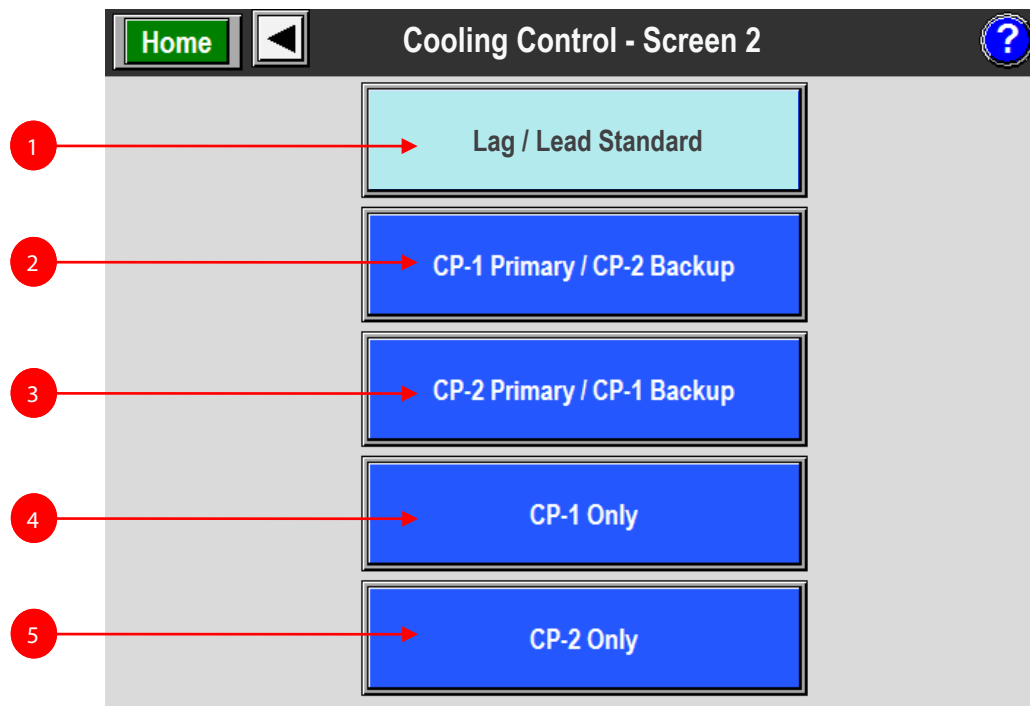 Home
Cooling Control - Screen 2
?
1
Lag / Lead Standard
2
CP-1 Primary / CP-2 Backup
3
CP-2 Primary / CP-1 Backup
4
CP-1 Only
5
CP-2 Only